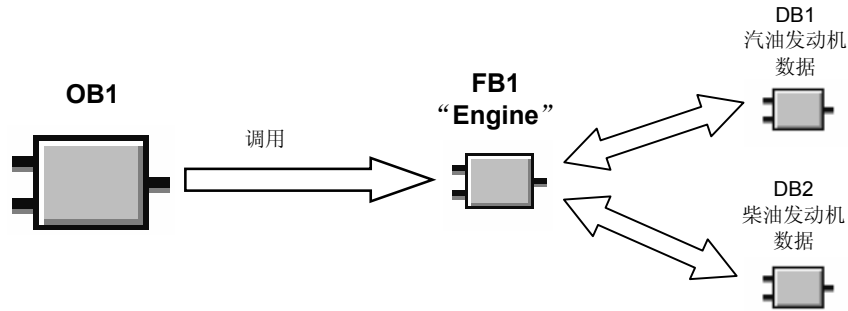 OB1
调用
FB1
“Engine”
DB1
汽油发动机
数据
DB2
柴油发动机
数据